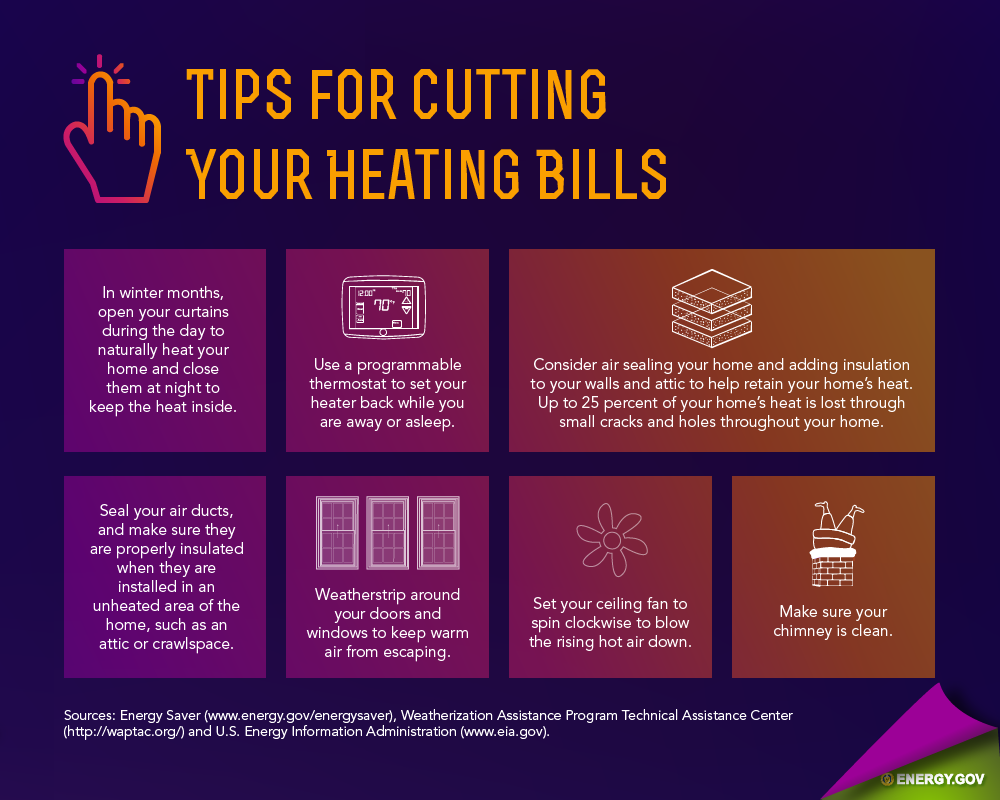 TIPS FOR CUTTING
YOUR HEATING BILLS
In winter months,
open your curtains
during the day to
naturally heat your
home and close
them at night to
keep the heat inside.
12:00
70
70°
Use a programmable
thermostat to set your
heater back while you
are away or asleep.
Consider air sealing your home and adding insulation
to your walls and attic to help retain your home’s heat.
Up to 25 percent of your home’s heat is lost through
small cracks and holes throughout your home.
Seal your air ducts,
and make sure they
are properly insulated
when they are
installed in an
unheated area of the
home, such as an
attic or crawlspace.
Weatherstrip around
your doors and
windows to keep warm
air from escaping.
Set your ceiling fan to
spin clockwise to blow
the rising hot air down.
Make sure your
chimney is clean.
Sources: Energy Saver (www.energy.gov/energysaver), Weatherization Assistance Program Technical Assistance Center
(http://waptac.org/) and U.S. Energy Information Administration (www.eia.gov).
ENERGY.GOV